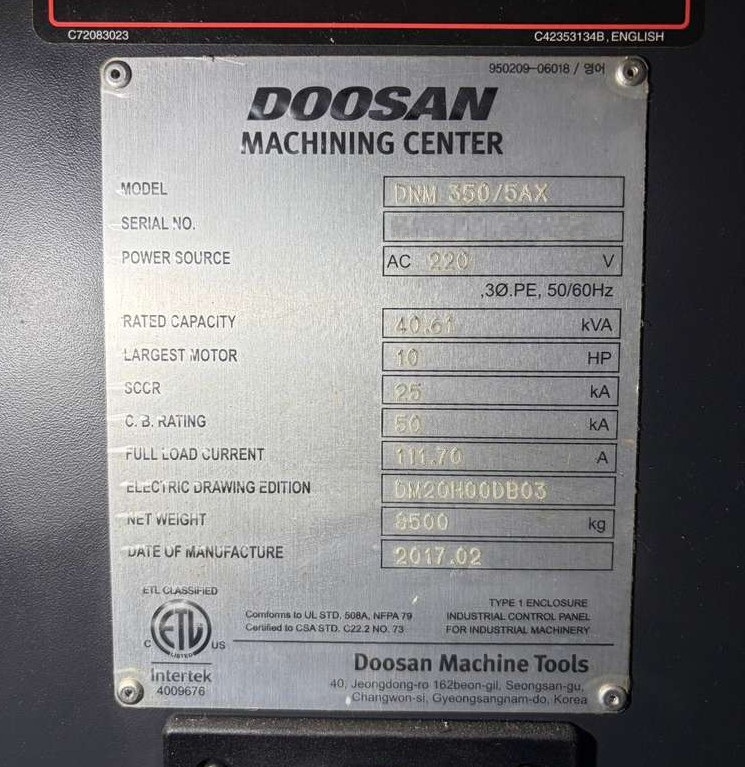 C72083023 C42353134B, ENGLISH
950209-06018 / 영어
DOOSAN
MACHINING CENTER
MODEL DNM 350/5AX
SERIAL NO.
POWER SOURCE AC 220 V
,3Ø.PE, 50/60Hz
RATED CAPACITY 40.61 kVA
LARGEST MOTOR 10 HP
SCCR 25 kA
C. B. RATING 50 kA
FULL LOAD CURRENT 111.70 A
ELECTRIC DRAWING EDITION DM20H00DB03
NET WEIGHT 8500 kg
DATE OF MANUFACTURE 2017.02
ETL CLASSIFIED
C ETL LISTED US
Intertek
4009676
Comforms to UL STD. 508A, NFPA 79
Certified to CSA STD. C22.2 NO. 73
TYPE 1 ENCLOSURE
INDUSTRIAL CONTROL PANEL
FOR INDUSTRIAL MACHINERY
Doosan Machine Tools
40, Jeongdong-ro 162beon-gil, Seongsan-gu,
Changwon-si, Gyeongsangnam-do, Korea